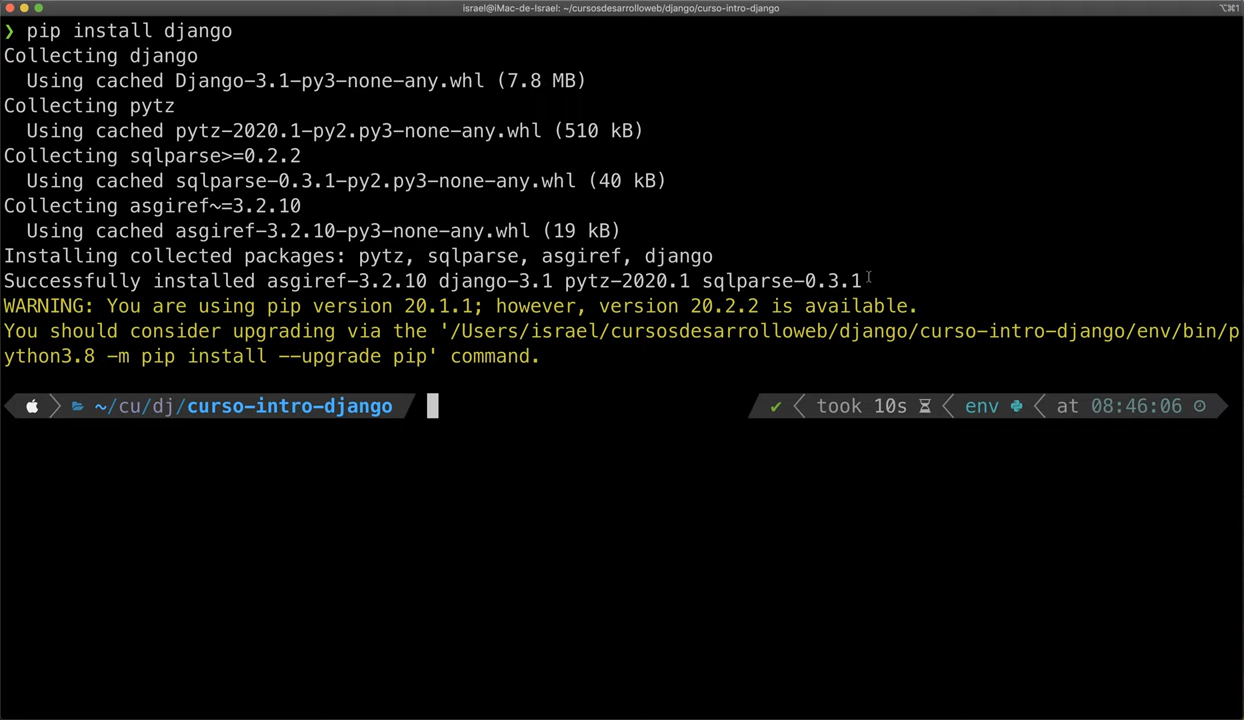 israel@iMac-de-Israel: ~/cursosdesarrolloweb/django/curso-intro-django
⌥⌘1
❯ pip install django
Collecting django
  Using cached Django-3.1-py3-none-any.whl (7.8 MB)
Collecting pytz
  Using cached pytz-2020.1-py2.py3-none-any.whl (510 kB)
Collecting sqlparse>=0.2.2
  Using cached sqlparse-0.3.1-py2.py3-none-any.whl (40 kB)
Collecting asgiref~=3.2.10
  Using cached asgiref-3.2.10-py3-none-any.whl (19 kB)
Installing collected packages: pytz, sqlparse, asgiref, django
Successfully installed asgiref-3.2.10 django-3.1 pytz-2020.1 sqlparse-0.3.1
WARNING: You are using pip version 20.1.1; however, version 20.2.2 is available.
You should consider upgrading via the '/Users/israel/cursosdesarrolloweb/django/curso-intro-django/env/bin/p
ython3.8 -m pip install --upgrade pip' command.
~/cu/dj/curso-intro-django ✔ took 10s env at 08:46:06